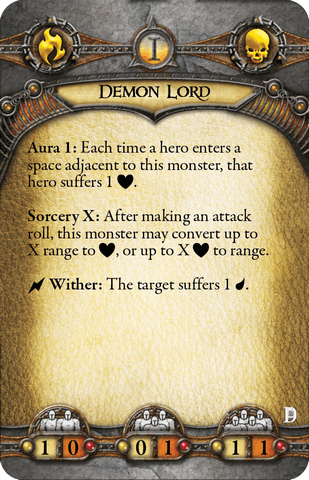 I
DEMON LORD
Aura 1: Each time a hero enters a
space adjacent to this monster, that
hero suffers 1 ♥.
Sorcery X: After making an attack
roll, this monster may convert up to
X range to ♥, or up to X ♥ to range.
Wither: The target suffers 1 .
D
1 0 0 1 1 1